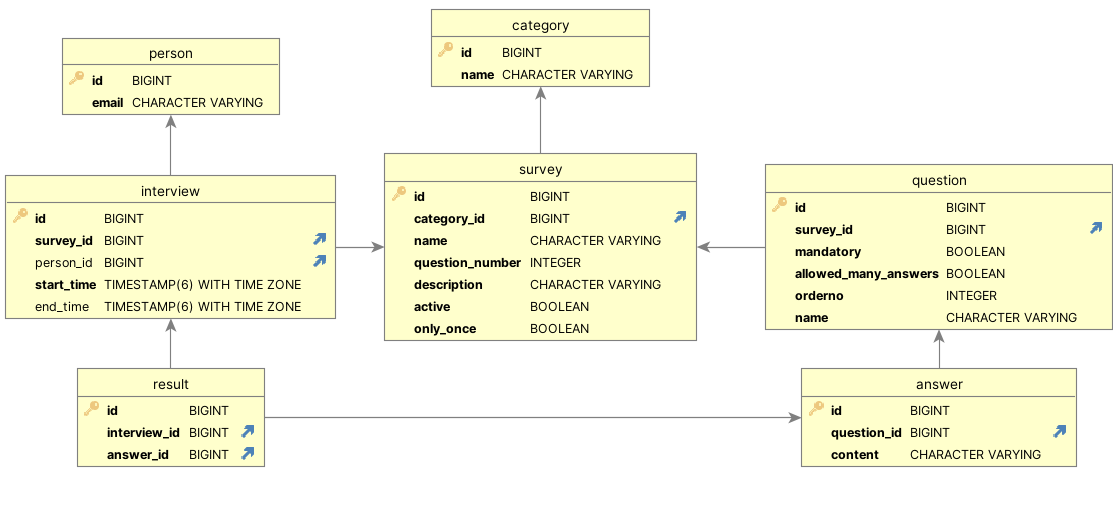 category
id BIGINT
name CHARACTER VARYING
person
id BIGINT
email CHARACTER VARYING
survey
id BIGINT
category_id BIGINT
name CHARACTER VARYING
question_number INTEGER
description CHARACTER VARYING
active BOOLEAN
only_once BOOLEAN
interview
id BIGINT
survey_id BIGINT
person_id BIGINT
start_time TIMESTAMP(6) WITH TIME ZONE
end_time TIMESTAMP(6) WITH TIME ZONE
question
id BIGINT
survey_id BIGINT
mandatory BOOLEAN
allowed_many_answers BOOLEAN
orderno INTEGER
name CHARACTER VARYING
result
id BIGINT
interview_id BIGINT
answer_id BIGINT
answer
id BIGINT
question_id BIGINT
content CHARACTER VARYING